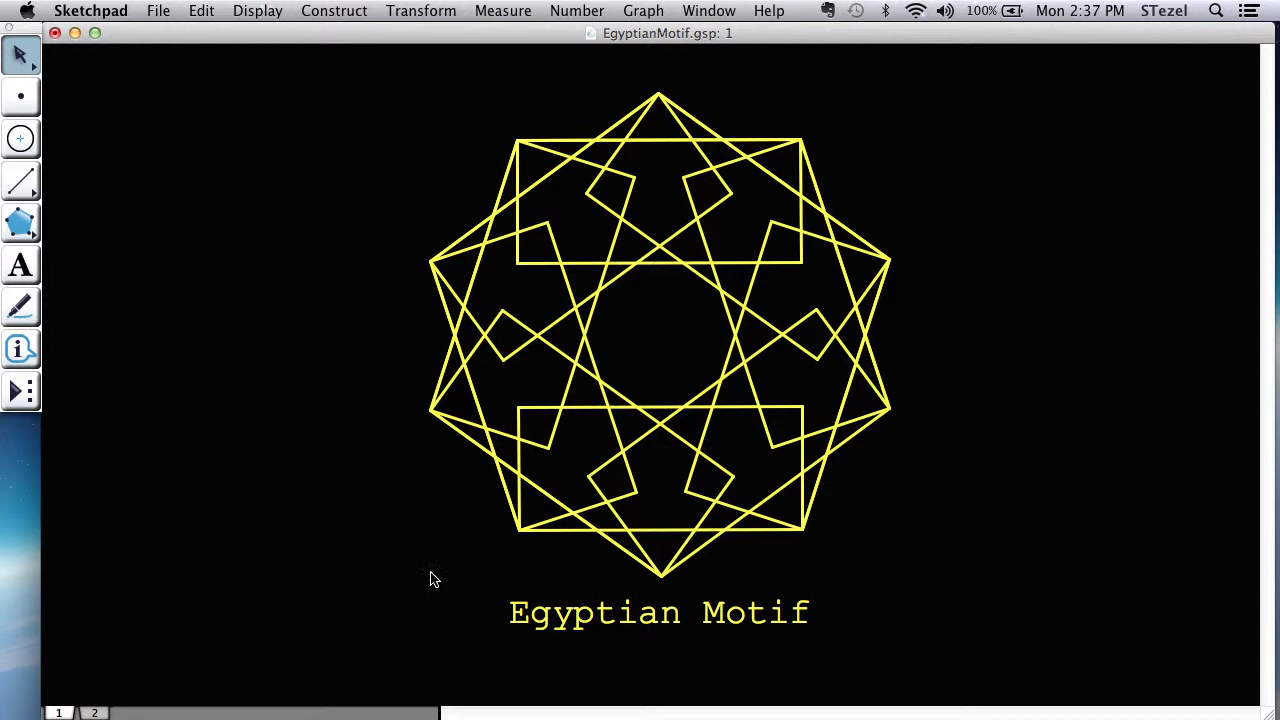 Sketchpad File Edit Display Construct Transform Measure Number Graph Window Help 100% Mon 2:37 PM STezel
EgyptianMotif.gsp: 1
A
i
Egyptian Motif
1 2